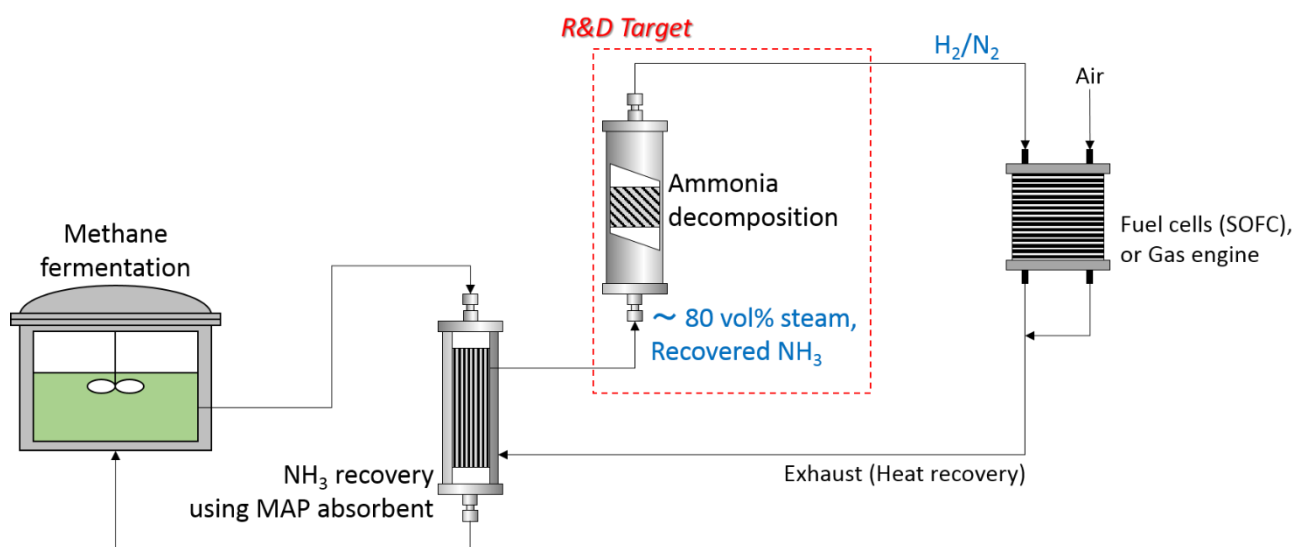 R&D Target
H2/N2
Air
Ammonia
decomposition
Fuel cells (SOFC),
or Gas engine
Methane
fermentation
~ 80 vol% steam,
Recovered NH3
NH3 recovery
using MAP absorbent
Exhaust (Heat recovery)